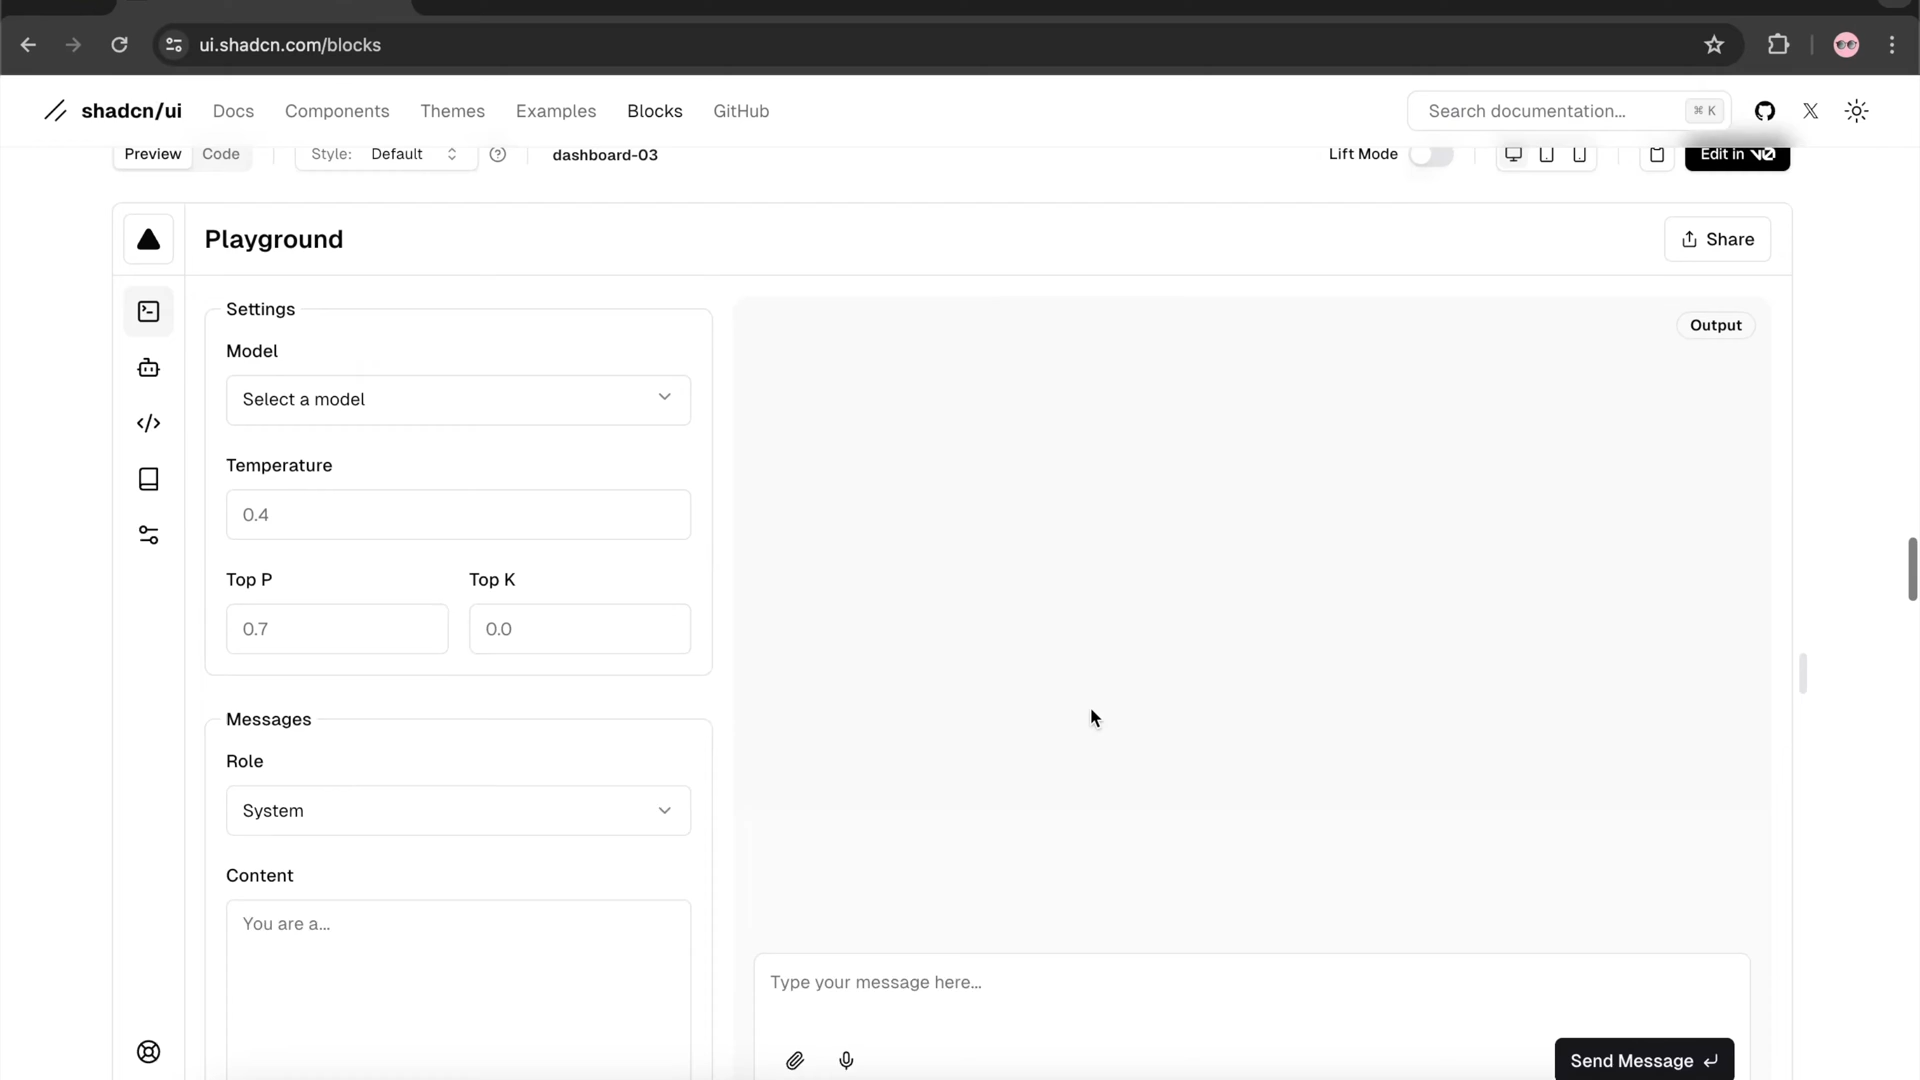 ui.shadcn.com/blocks
shadcn/ui Docs Components Themes Examples Blocks GitHub Search documentation... ⌘ K
Preview Code Style: Default dashboard-03 Lift Mode Edit in v0
Playground Share
Settings
Output
Model
Select a model
Temperature
0.4
Top P Top K
0.7 0.0
Messages
Role
System
Content
You are a...
Type your message here...
Send Message